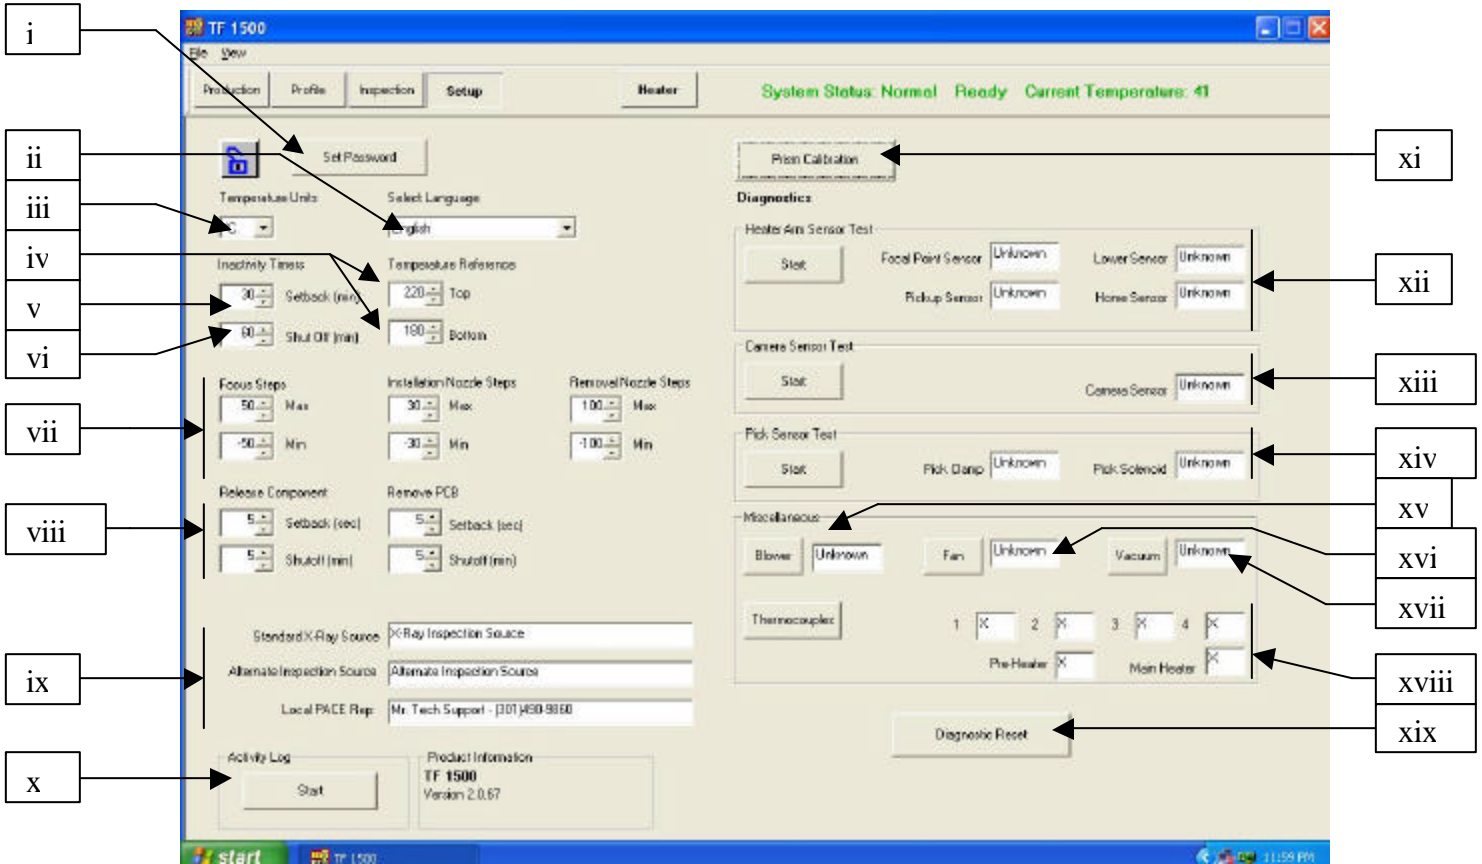 i
TF 1500
File View
Production Profile Inspection Setup Heater System Status: Normal Ready Current Temperature: 41
ii
Set Password
Prism Calibration
xi
iii
Temperature Units
Select Language
Diagnostics
C
English
iv
Inactivity Timers
Temperature Reference
v
30 Setback (min)
220 Top
vi
60 Shut Off (min)
180 Bottom
Heater Arm Sensor Test
Start
Focal Point Sensor Unknown
Lower Sensor Unknown
Pickup Sensor Unknown
Home Sensor Unknown
xii
vii
Focus Steps
50 Max
-50 Min
Installation Nozzle Steps
30 Max
-30 Min
Removal Nozzle Steps
100 Max
-100 Min
Camera Sensor Test
Start
Camera Sensor Unknown
xiii
Pick Sensor Test
Start
Pick Clamp Unknown
Pick Solenoid Unknown
xiv
viii
Release Component
5 Setback (sec)
5 Shutoff (min)
Remove PCB
5 Setback (sec)
5 Shutoff (min)
Miscellaneous
Blower Unknown
Fan Unknown
Vacuum Unknown
xv
xvi
xvii
Thermocouples
1 X 2 X 3 X 4 X
Pre-Heater X Main Heater X
xviii
ix
Standard X-Ray Source X-Ray Inspection Source
Alternate Inspection Source Alternate Inspection Source
Local PACE Rep: Mr. Tech Support - (301)490-9860
Diagnostic Reset
xix
x
Activity Log
Start
Product Information
TF 1500
Version 2.0.67
start
TF 1500
11:59 PM